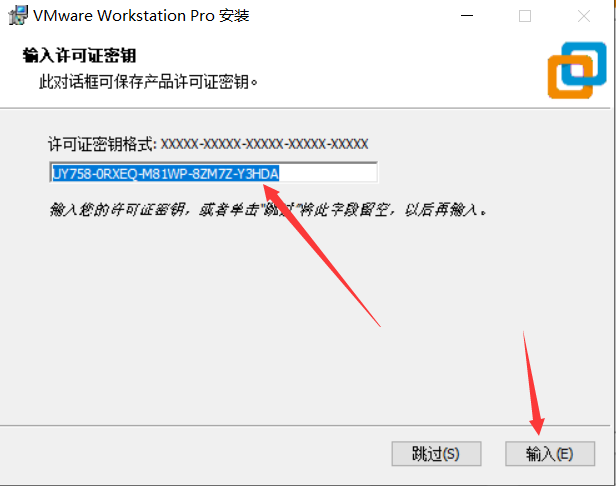 VMware Workstation Pro 安装
输入许可证密钥
此对话框可保存产品许可证密钥。
许可证密钥格式: XXXXX-XXXXX-XXXXX-XXXXX-XXXXX
UY758-0RXEQ-M81WP-8ZM7Z-Y3HDA
输入您的许可证密钥，或者单击“跳过”将此字段留空，以后再输入。
跳过(S)
输入(E)